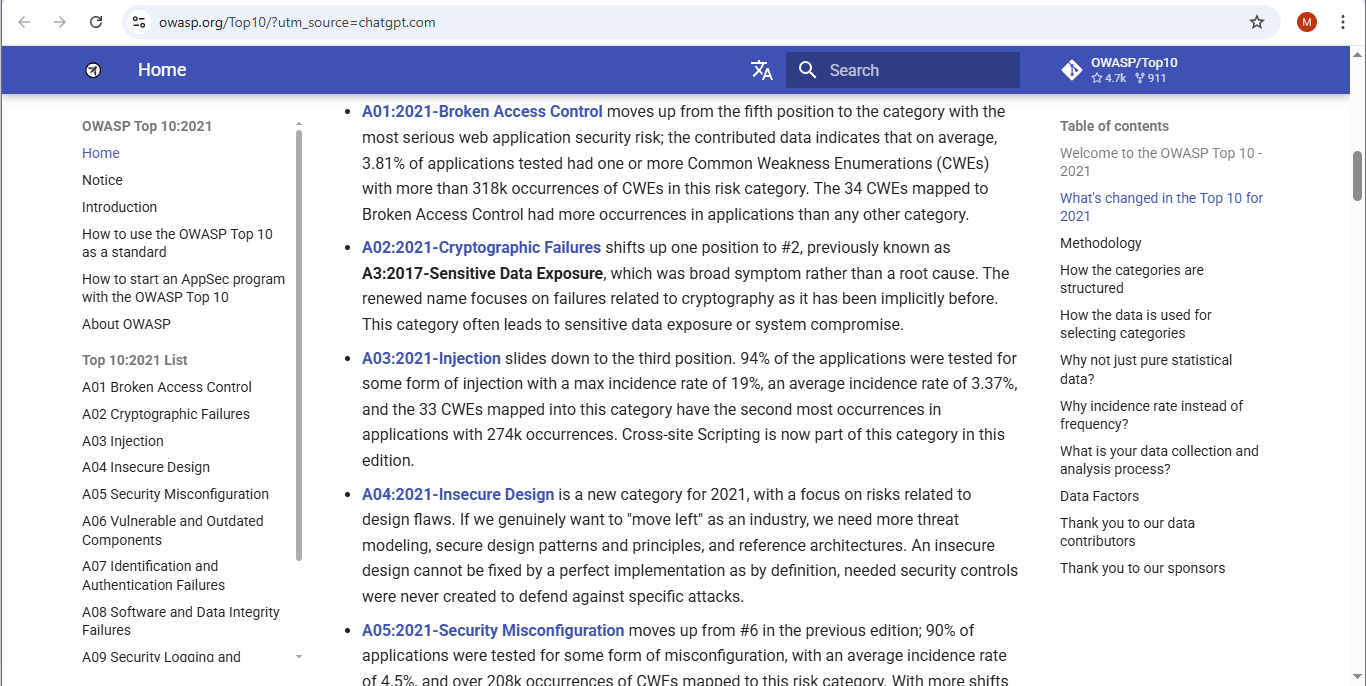 owasp.org/Top10/?utm_source=chatgpt.com
M
Home
Search
OWASP/Top10
4.7k 911
OWASP Top 10:2021
Home
Notice
Introduction
How to use the OWASP Top 10
as a standard
How to start an AppSec program
with the OWASP Top 10
About OWASP
Top 10:2021 List
A01 Broken Access Control
A02 Cryptographic Failures
A03 Injection
A04 Insecure Design
A05 Security Misconfiguration
A06 Vulnerable and Outdated
Components
A07 Identification and
Authentication Failures
A08 Software and Data Integrity
Failures
A09 Security Logging and
A01:2021-Broken Access Control moves up from the fifth position to the category with the
most serious web application security risk; the contributed data indicates that on average,
3.81% of applications tested had one or more Common Weakness Enumerations (CWEs)
with more than 318k occurrences of CWEs in this risk category. The 34 CWEs mapped to
Broken Access Control had more occurrences in applications than any other category.
A02:2021-Cryptographic Failures shifts up one position to #2, previously known as
A3:2017-Sensitive Data Exposure, which was broad symptom rather than a root cause. The
renewed name focuses on failures related to cryptography as it has been implicitly before.
This category often leads to sensitive data exposure or system compromise.
A03:2021-Injection slides down to the third position. 94% of the applications were tested for
some form of injection with a max incidence rate of 19%, an average incidence rate of 3.37%,
and the 33 CWEs mapped into this category have the second most occurrences in
applications with 274k occurrences. Cross-site Scripting is now part of this category in this
edition.
A04:2021-Insecure Design is a new category for 2021, with a focus on risks related to
design flaws. If we genuinely want to "move left" as an industry, we need more threat
modeling, secure design patterns and principles, and reference architectures. An insecure
design cannot be fixed by a perfect implementation as by definition, needed security controls
were never created to defend against specific attacks.
A05:2021-Security Misconfiguration moves up from #6 in the previous edition; 90% of
applications were tested for some form of misconfiguration, with an average incidence rate
of 4.5%, and over 208k occurrences of CWEs mapped to this risk category. With more shifts
Table of contents
Welcome to the OWASP Top 10 -
2021
What's changed in the Top 10 for
2021
Methodology
How the categories are
structured
How the data is used for
selecting categories
Why not just pure statistical
data?
Why incidence rate instead of
frequency?
What is your data collection and
analysis process?
Data Factors
Thank you to our data
contributors
Thank you to our sponsors